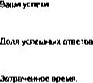 Ваши успехи
Доля успешных ответов
Затраченное время.